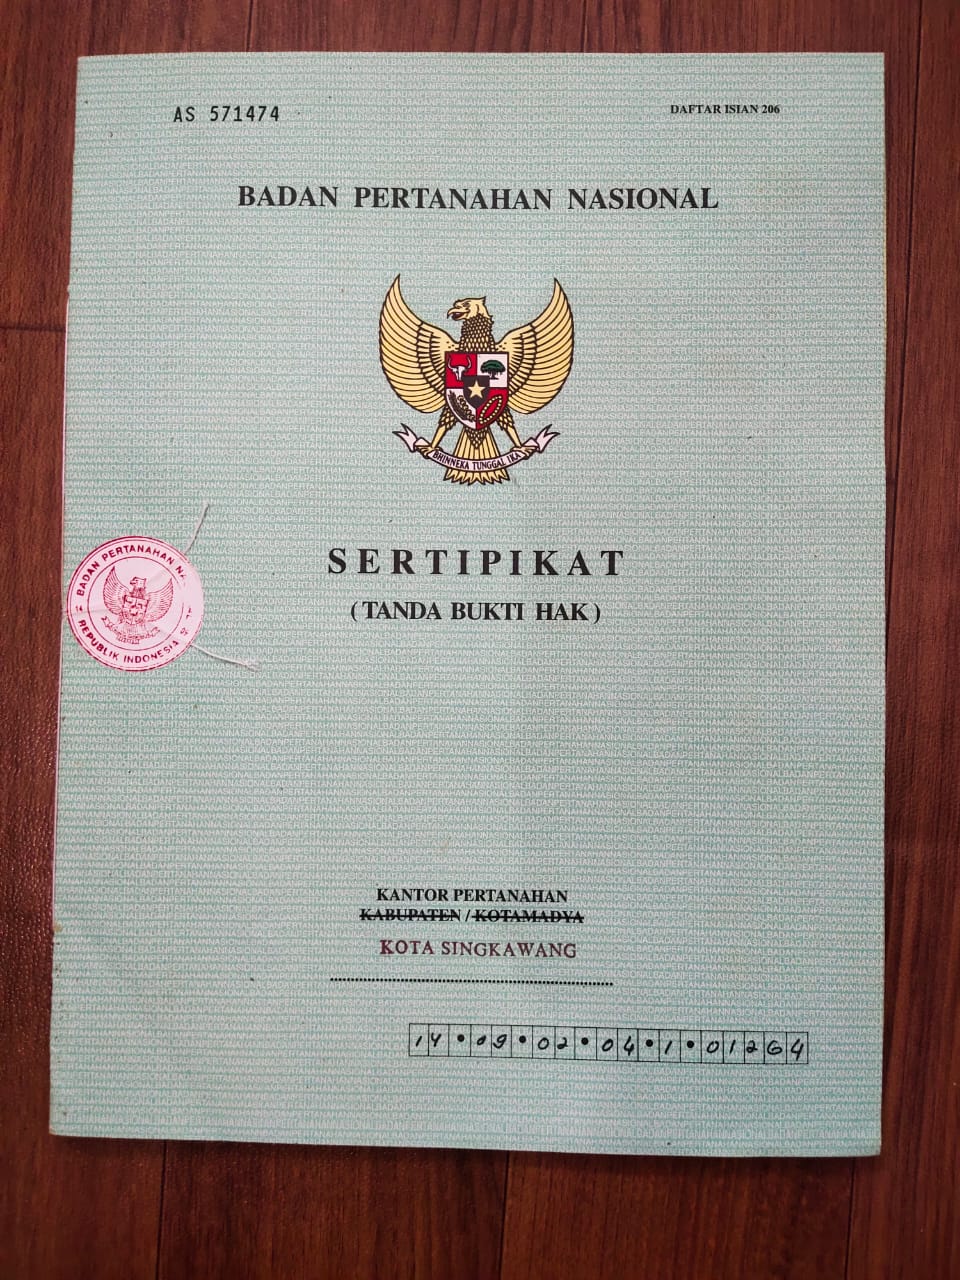 AS 571474
DAFTAR ISIAN 206
BADAN PERTANAHAN NASIONAL
BHINNEKA TUNGGAL IKA
SERTIPIKAT
( TANDA BUKTI HAK )
BADAN PERTANAHAN
REPUBLIK INDONESIA
KANTOR PERTANAHAN
KABUPATEN / KOTAMADYA
KOTA SINGKAWANG
14 • 09 • 02 • 04 • 1 • 01264